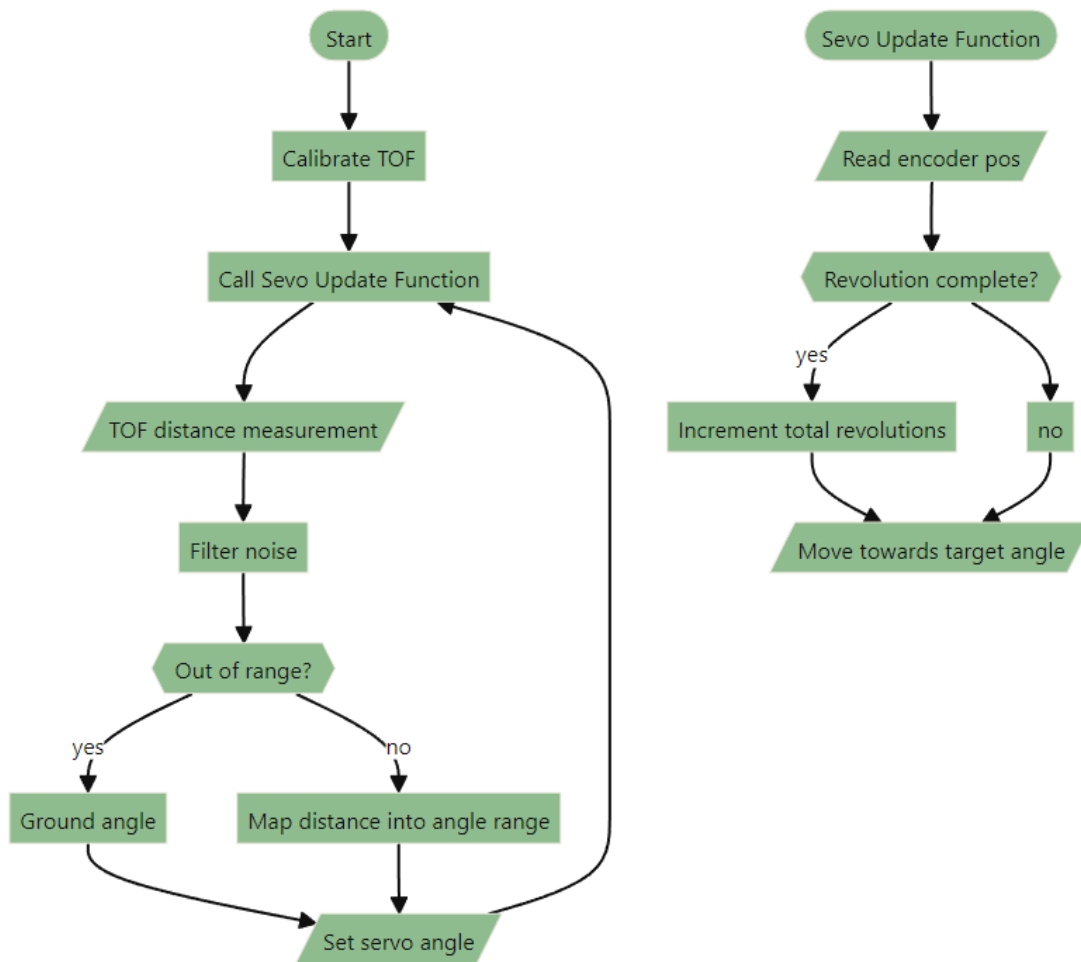 Start
Calibrate TOF
Call Sevo Update Function
TOF distance measurement
Filter noise
Out of range?
yes
no
Ground angle
Map distance into angle range
Set servo angle
Sevo Update Function
Read encoder pos
Revolution complete?
yes
Increment total revolutions
no
Move towards target angle